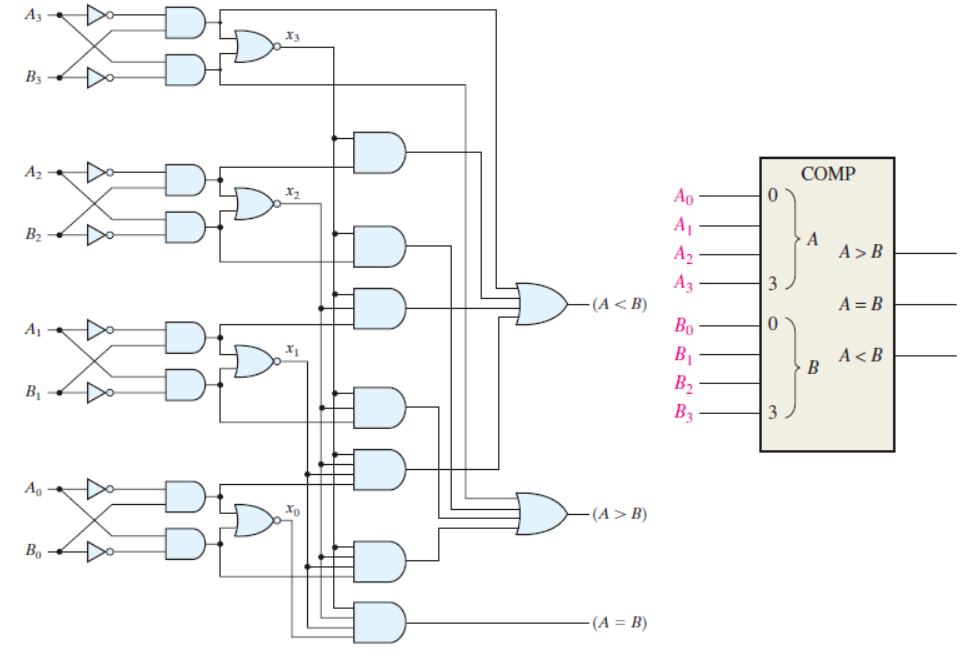 A₃
x₃
B₃
A₂
x₂
B₂
A₁
x₁
B₁
A₀
x₀
B₀
(A < B)
(A > B)
(A = B)
COMP
A₀ 0
A₁
A₂
A₃ 3
A
B₀ 0
B₁
B₂
B₃ 3
B
A > B
A = B
A < B